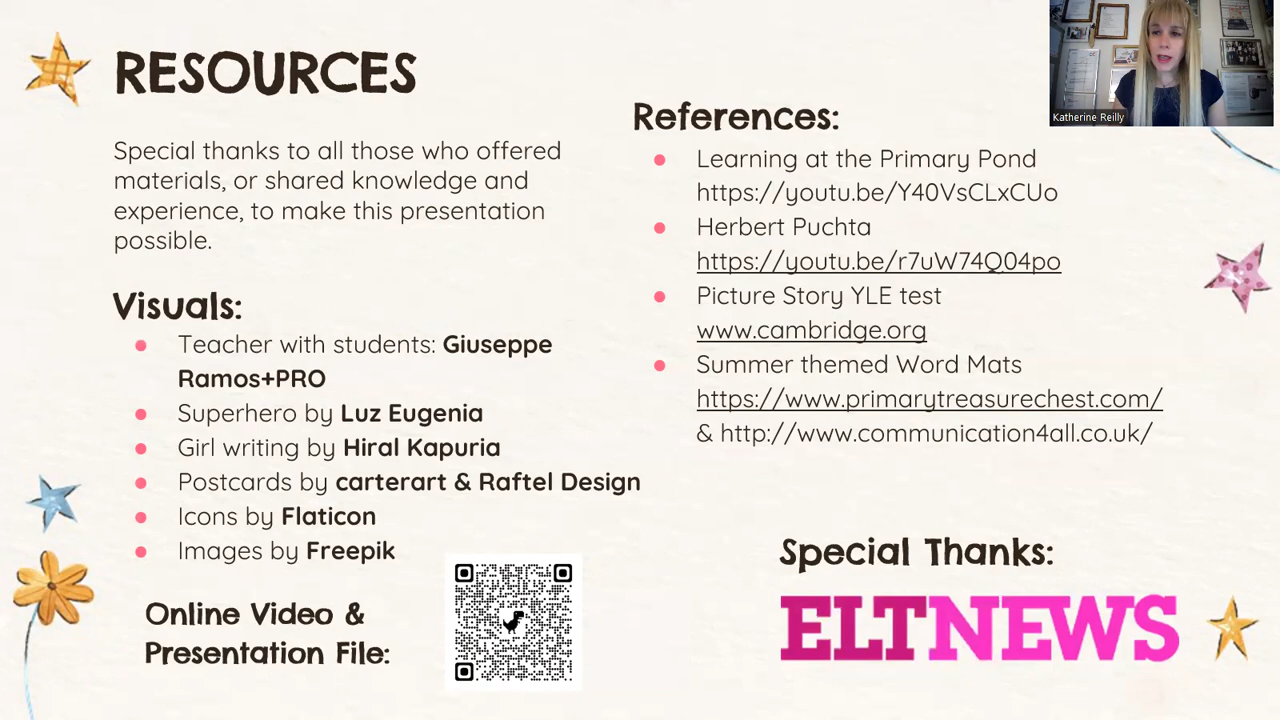 RESOURCES
Special thanks to all those who offered
materials, or shared knowledge and
experience, to make this presentation
possible.
Visuals:
Teacher with students: Giuseppe
Ramos+PRO
Superhero by Luz Eugenia
Girl writing by Hiral Kapuria
Postcards by carterart & Raftel Design
Icons by Flaticon
Images by Freepik
Online Video &
Presentation File:
References:
Learning at the Primary Pond
https://youtu.be/Y40VsCLxCUo
Herbert Puchta
https://youtu.be/r7uW74Q04po
Picture Story YLE test
www.cambridge.org
Summer themed Word Mats
https://www.primarytreasurechest.com/
& http://www.communication4all.co.uk/
Special Thanks:
ELTNEWS
Katherine Reilly